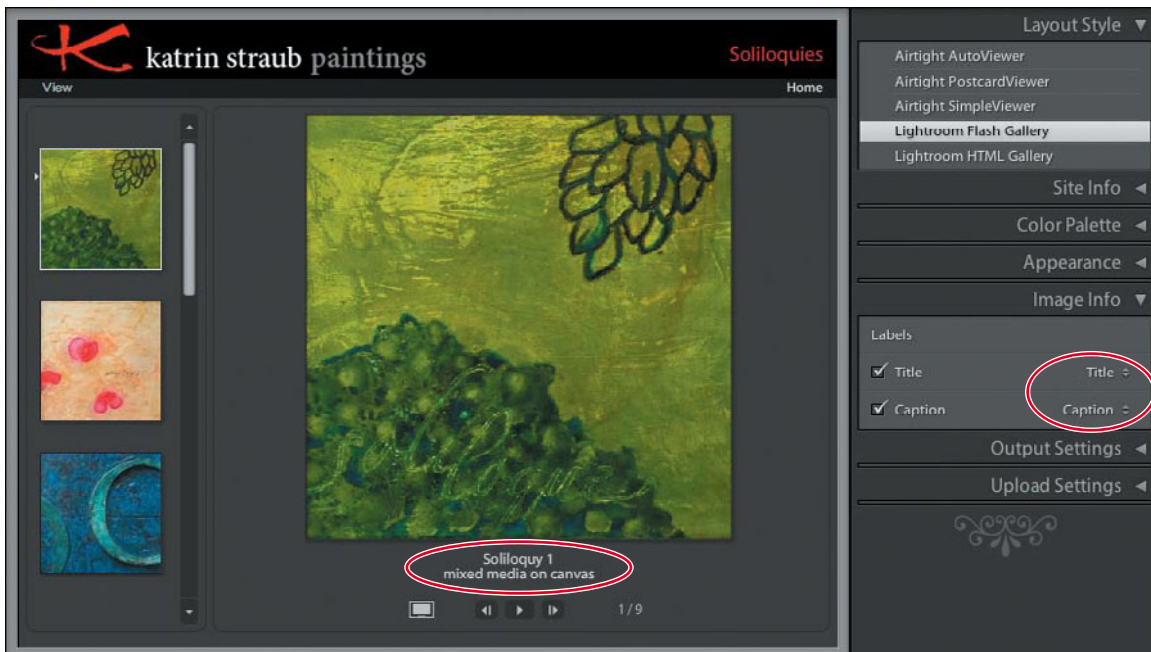 katrin straub paintings
Soliloquies
View
Home
Soliloquy 1
mixed media on canvas
1/9
Layout Style
Airtight AutoViewer
Airtight PostcardViewer
Airtight SimpleViewer
Lightroom Flash Gallery
Lightroom HTML Gallery
Site Info
Color Palette
Appearance
Image Info
Labels
Title
Title
Caption
Caption
Output Settings
Upload Settings